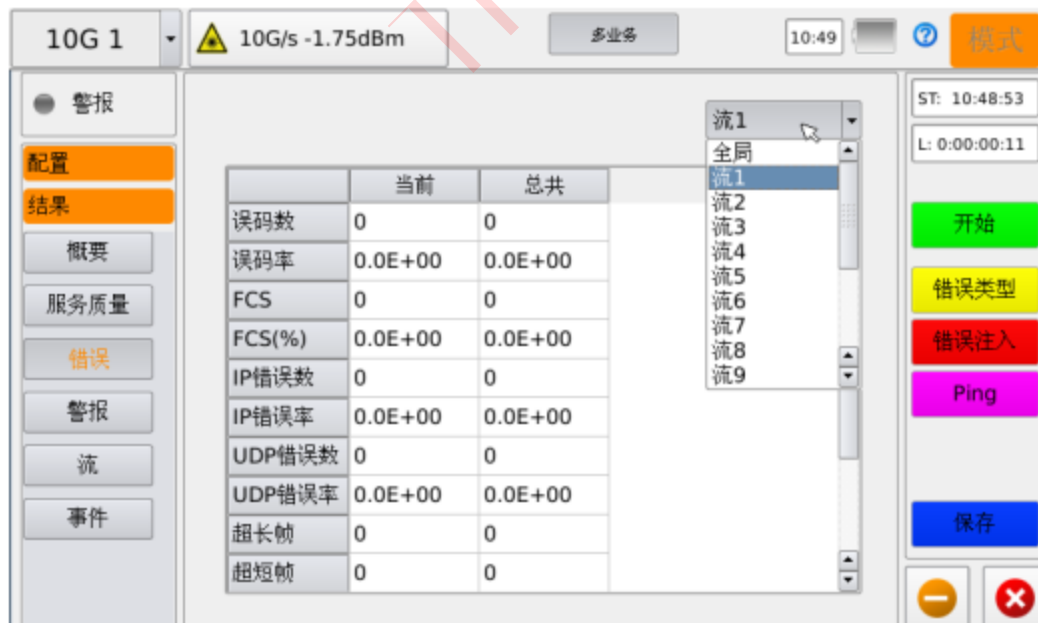 10G 1
10G/s -1.75dBm
多业务
10:49
模式
警报
配置
结果
概要
服务质量
错误
警报
流
事件
流1
全局
流1
流2
流3
流4
流5
流6
流7
流8
流9
当前 总共
误码数 0 0
误码率 0.0E+00 0.0E+00
FCS 0 0
FCS(%) 0.0E+00 0.0E+00
IP错误数 0 0
IP错误率 0.0E+00 0.0E+00
UDP错误数 0 0
UDP错误率 0.0E+00 0.0E+00
超长帧 0 0
超短帧 0 0
ST: 10:48:53
L: 0:00:00:11
开始
错误类型
错误注入
Ping
保存